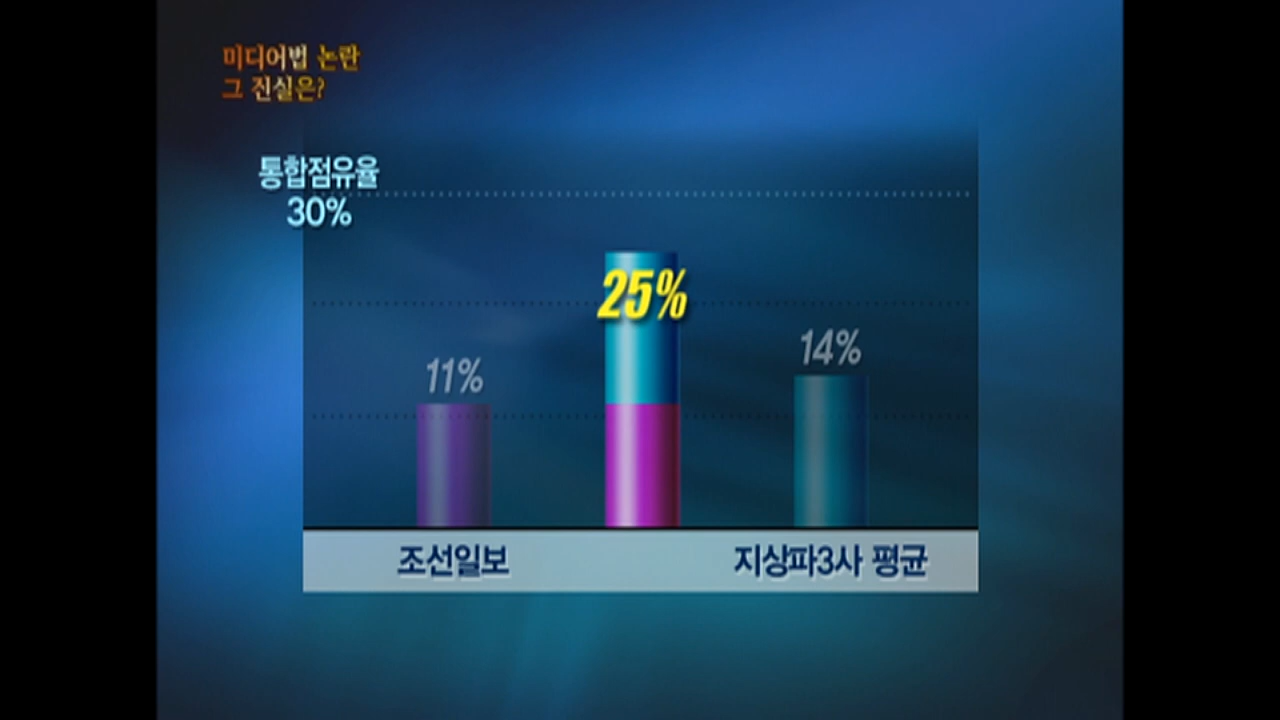 미디어법 논란
그 진실은?
통합점유율
30%
25%
11%
14%
조선일보
지상파3사 평균